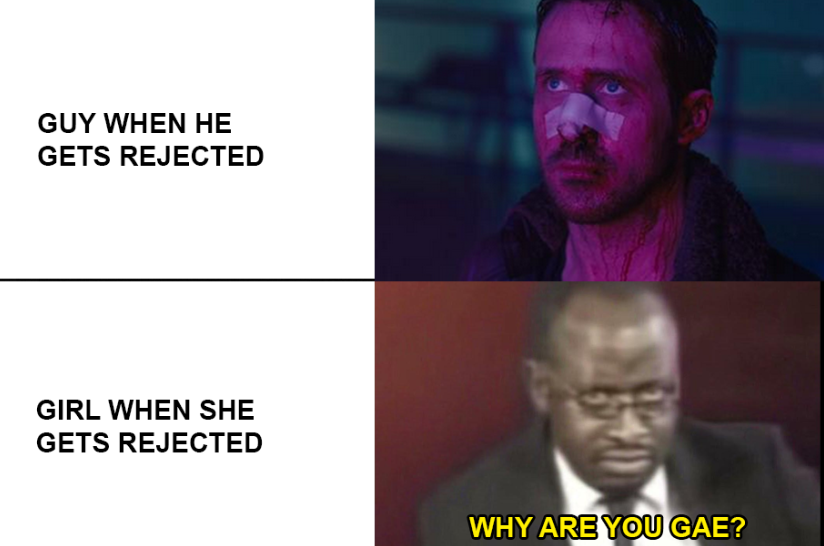 GUY WHEN HE
GETS REJECTED
GIRL WHEN SHE
GETS REJECTED
WHY ARE YOU GAE?